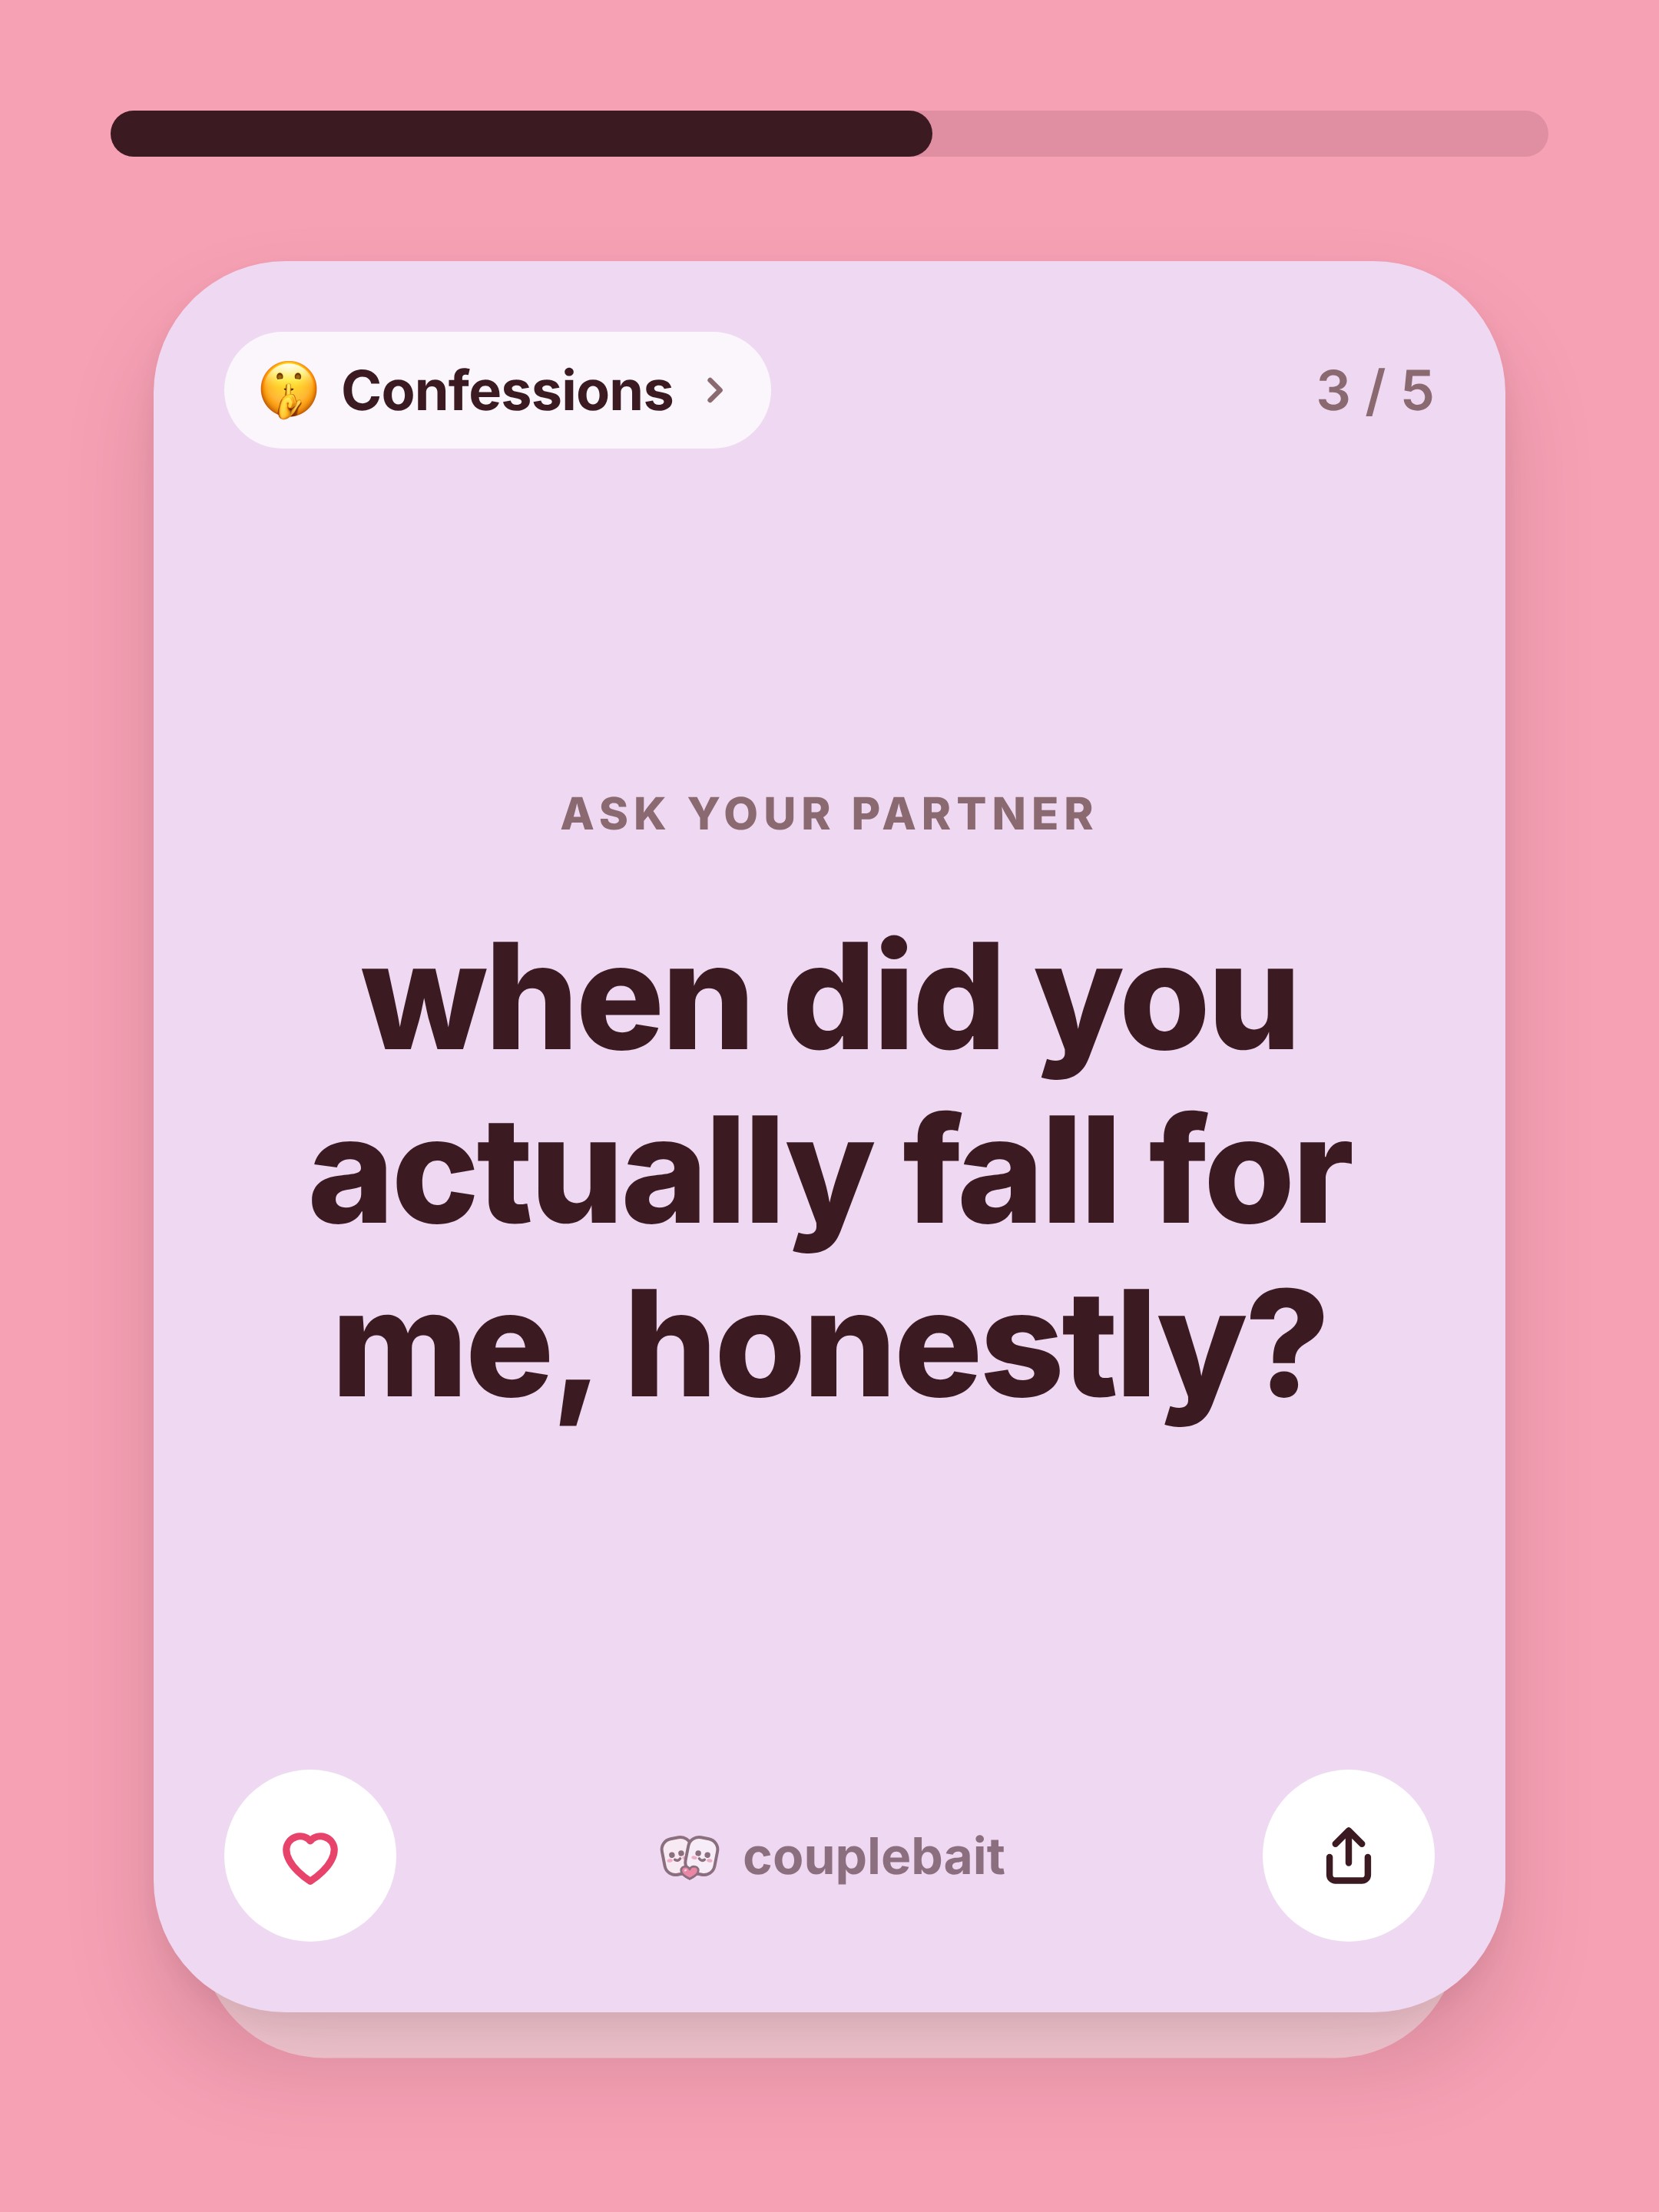 Confessions
3 / 5
ASK YOUR PARTNER
when did you
actually fall for
me, honestly?
couplebait